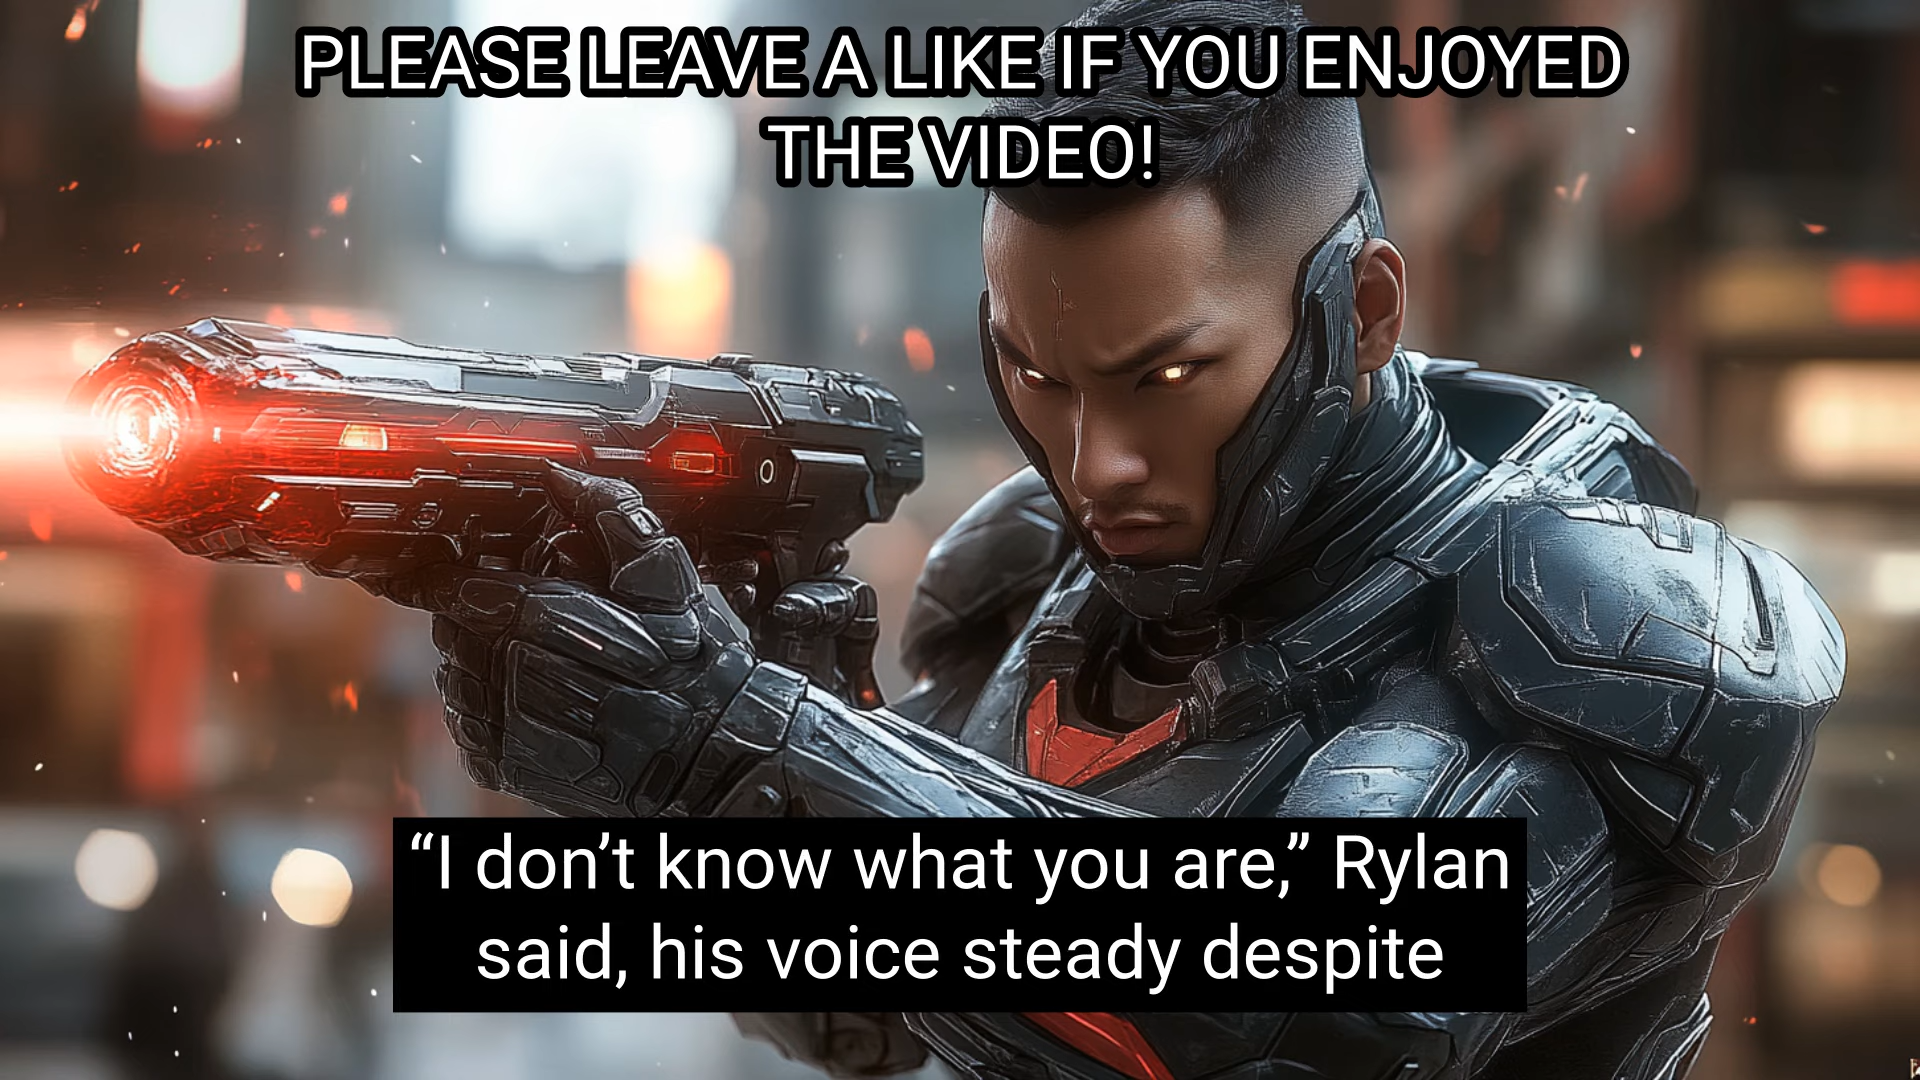 PLEASE LEAVE A LIKE IF YOU ENJOYED
THE VIDEO!
“I don’t know what you are,” Rylan
said, his voice steady despite